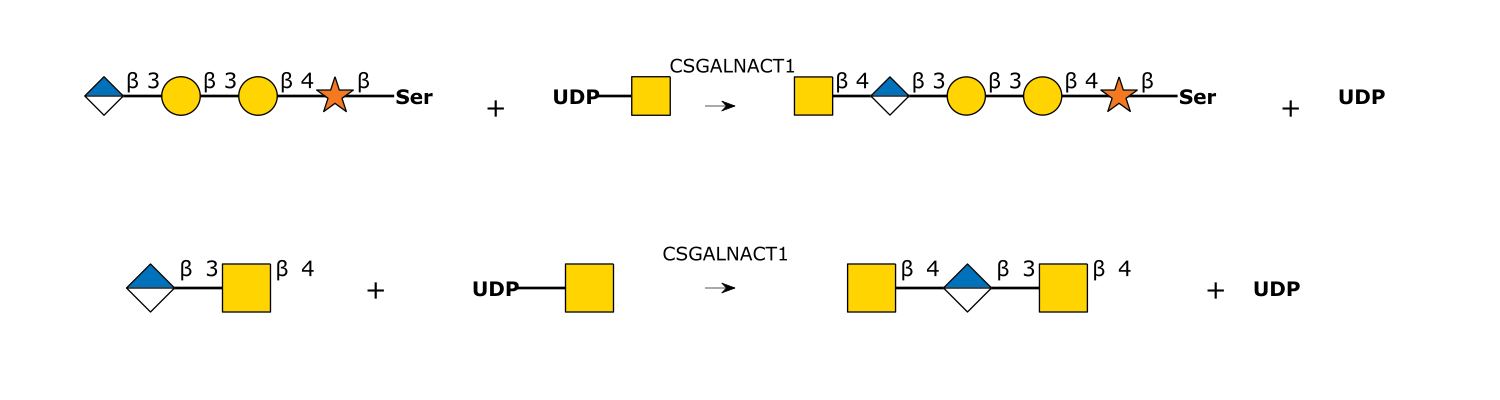 CSGALNACT1
β 3 β 3 β 4 β Ser + UDP β 4 β 3 β 3 β 4 β Ser + UDP
CSGALNACT1
β 3 β 4 + UDP β 4 β 3 β 4 + UDP